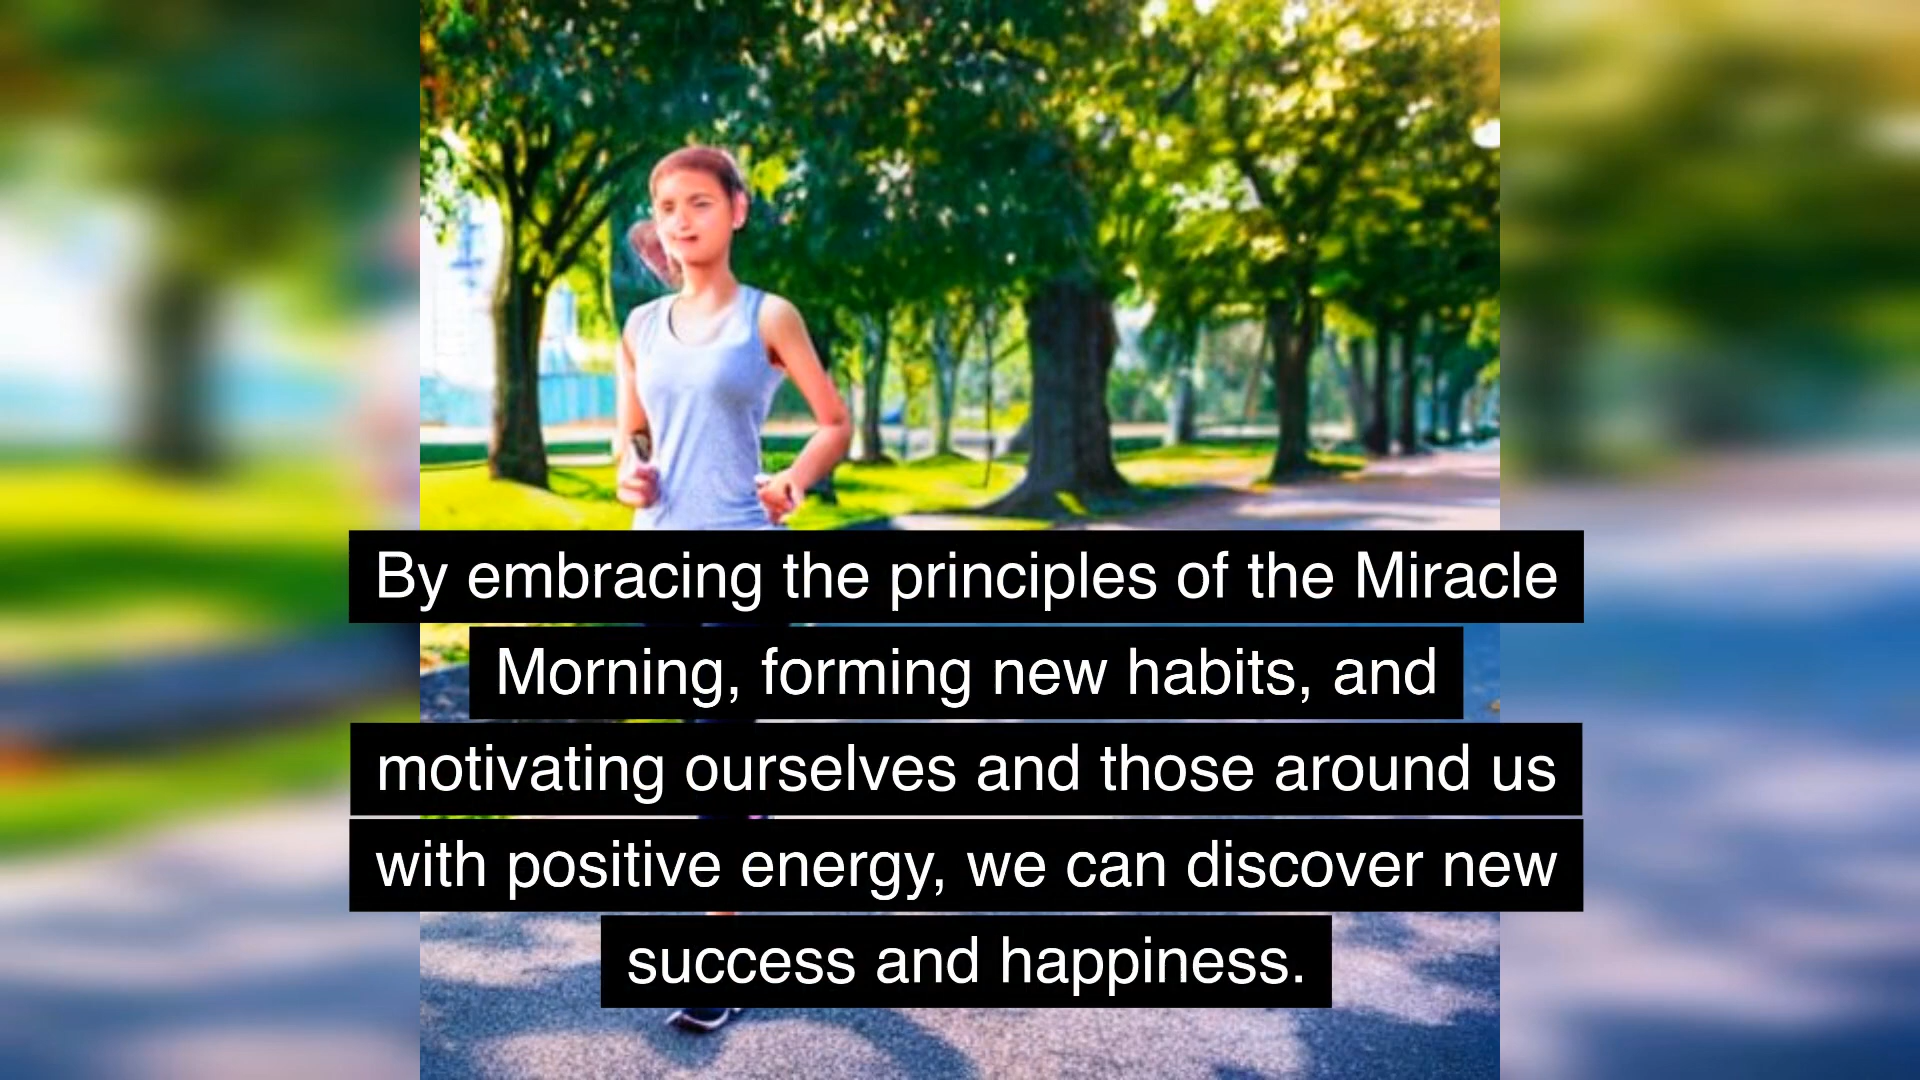 By embracing the principles of the Miracle
Morning, forming new habits, and
motivating ourselves and those around us
with positive energy, we can discover new
success and happiness.